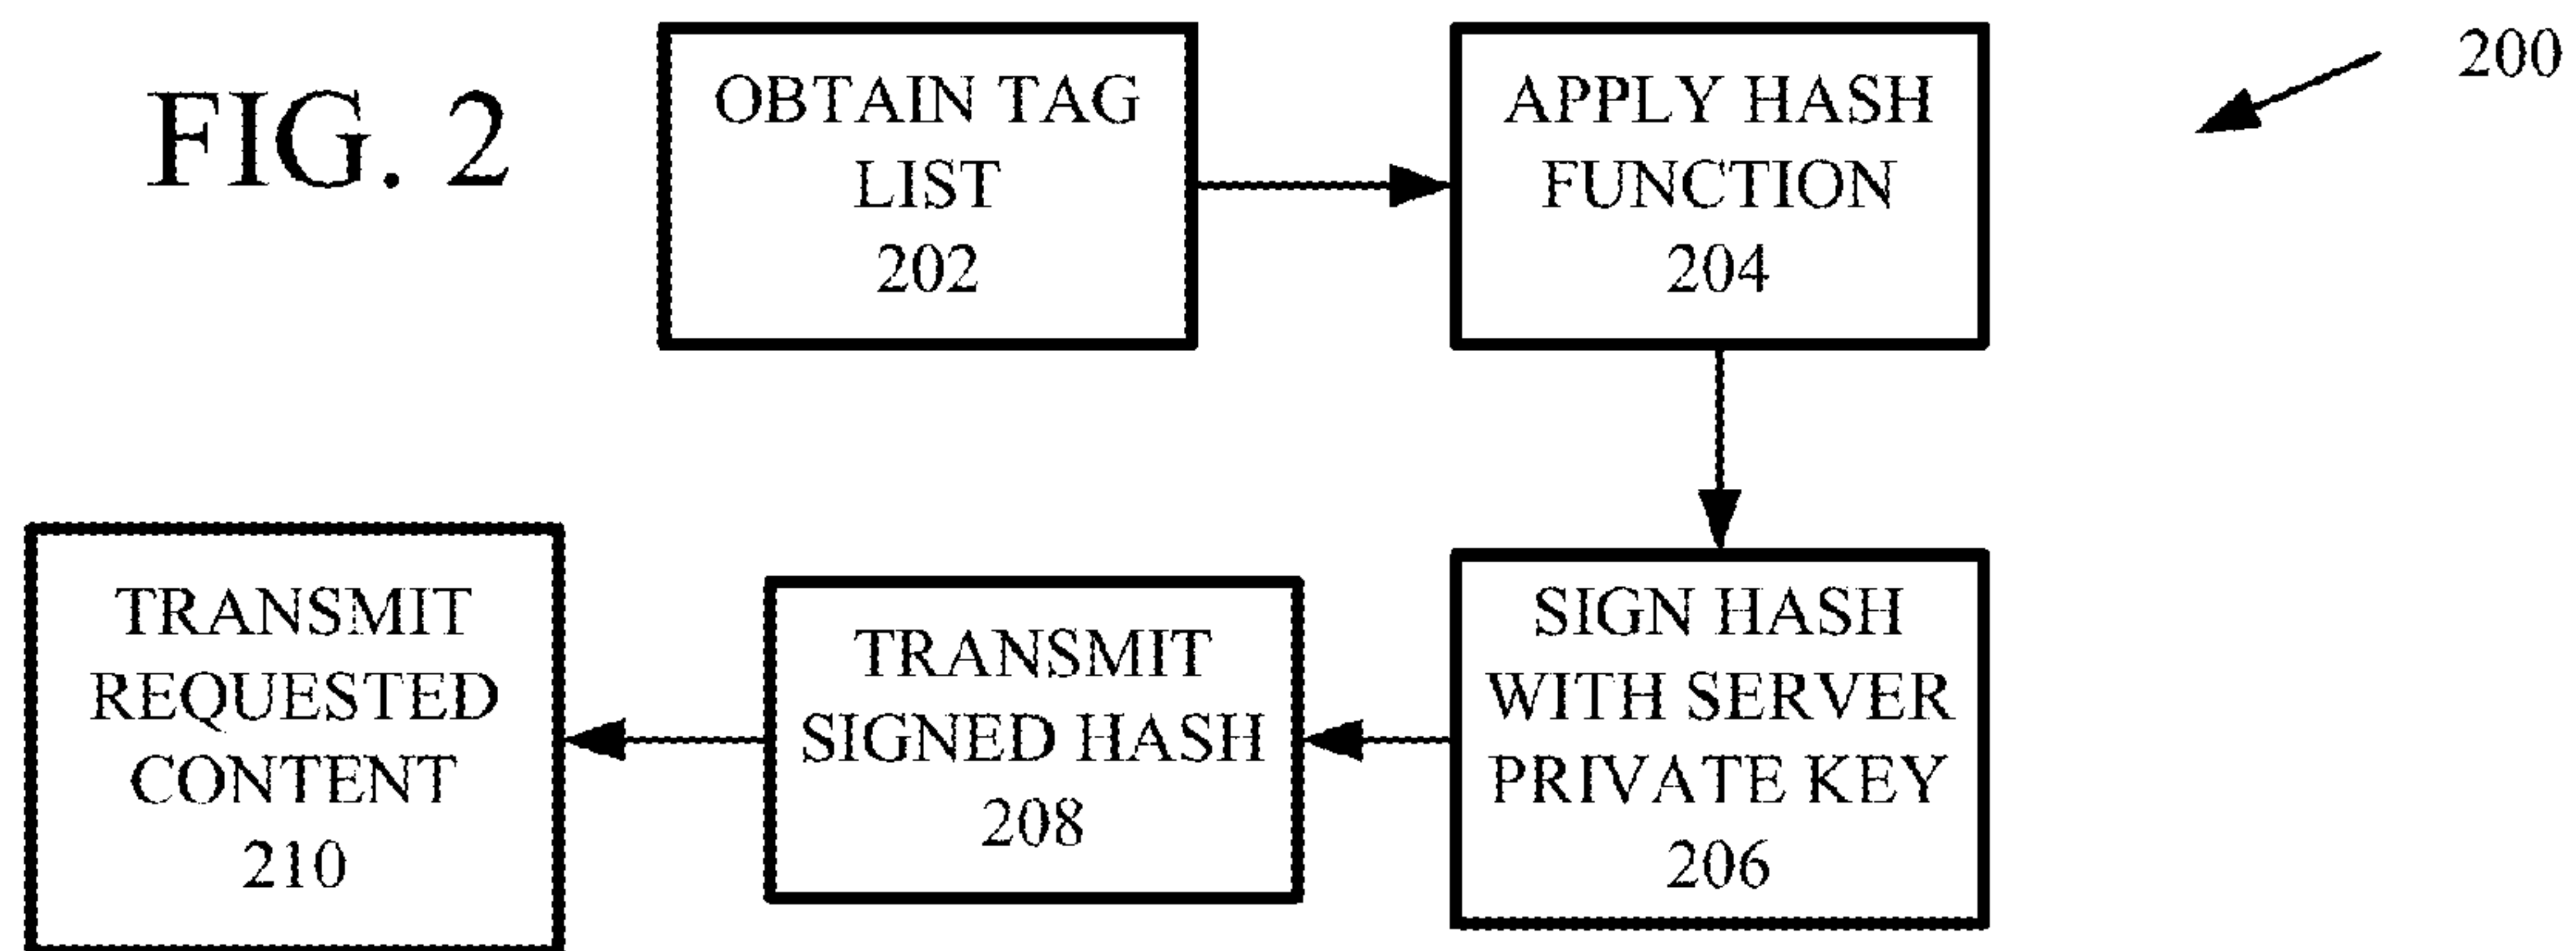 FIG. 2
OBTAIN TAG
LIST
202
APPLY HASH
FUNCTION
204
200
SIGN HASH
WITH SERVER
PRIVATE KEY
206
TRANSMIT
SIGNED HASH
208
TRANSMIT
REQUESTED
CONTENT
210